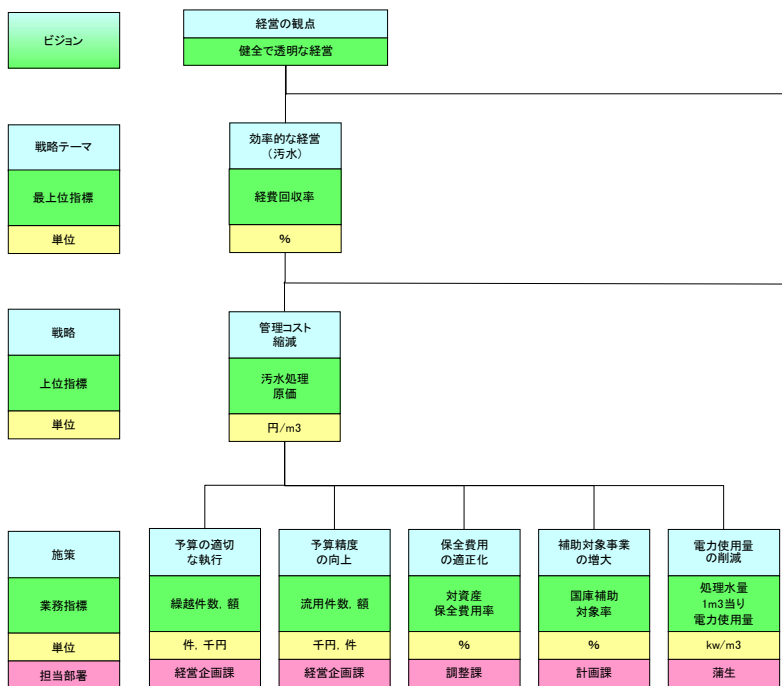 ビジョン
経営の観点
健全で透明な経営
戦略テーマ
最上位指標
単位
効率的な経営
（汚水）
経費回収率
%
戦略
上位指標
単位
管理コスト
縮減
汚水処理
原価
円/m3
施策
業務指標
単位
担当部署
予算の適切
な執行
繰越件数，額
件，千円
経営企画課
予算精度
の向上
流用件数，額
千円，件
経営企画課
保全費用
の適正化
対資産
保全費用率
%
調整課
補助対象事業
の増大
国庫補助
対象率
%
計画課
電力使用量
の削減
処理水量
1m3当り
電力使用量
kw/m3
蒲生